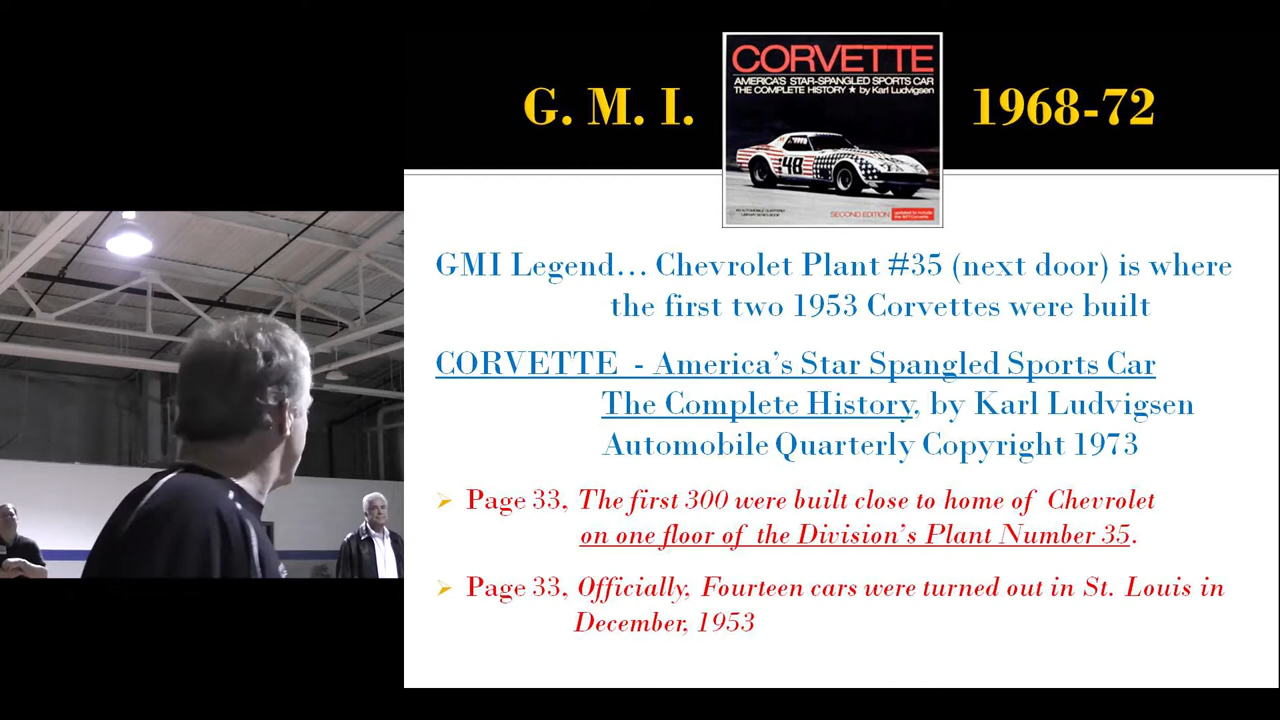 G. M. I.
CORVETTE
AMERICA'S STAR-SPANGLED SPORTS CAR
THE COMPLETE HISTORY ★ by Karl Ludvigsen
48
SECOND EDITION
1968-72
GMI Legend… Chevrolet Plant #35 (next door) is where
the first two 1953 Corvettes were built
CORVETTE - America's Star Spangled Sports Car
The Complete History, by Karl Ludvigsen
Automobile Quarterly Copyright 1973
➢ Page 33, The first 300 were built close to home of Chevrolet
on one floor of the Division's Plant Number 35.
➢ Page 33, Officially, Fourteen cars were turned out in St. Louis in
December, 1953